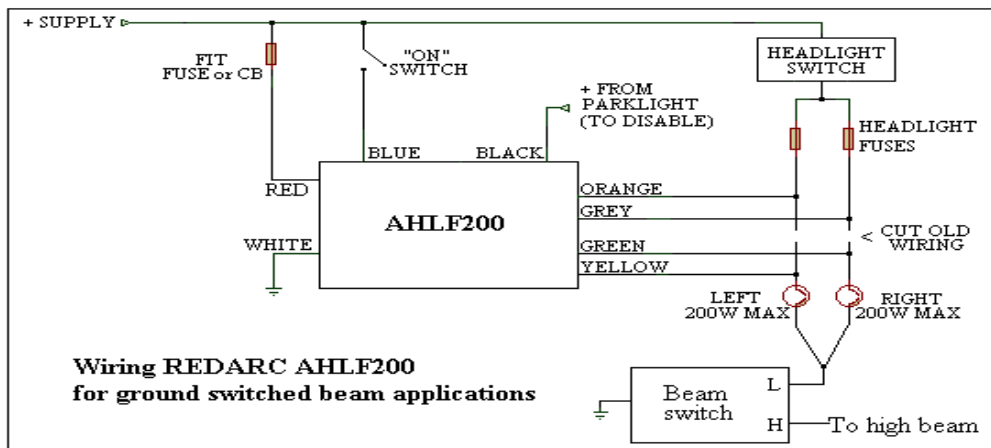 + SUPPLY
FIT
FUSE or CB
"ON"
SWITCH
+ FROM
PARKLIGHT
(TO DISABLE)
HEADLIGHT
SWITCH
HEADLIGHT
FUSES
BLUE
BLACK
RED
ORANGE
GREY
AHLF200
WHITE
GREEN
YELLOW
< CUT OLD
WIRING
LEFT
200W MAX
RIGHT
200W MAX
Wiring REDARC AHLF200
for ground switched beam applications
Beam
switch
L
H
To high beam